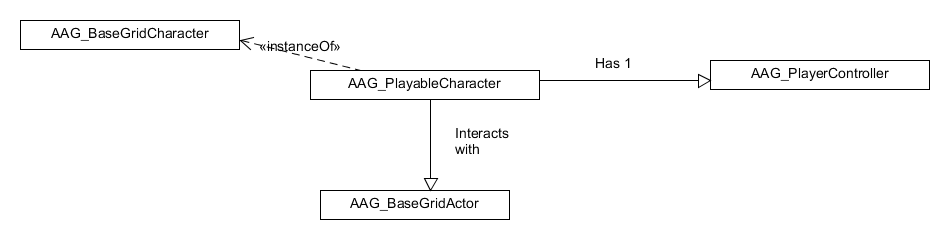 AAG_BaseGridCharacter
«instanceOf»
AAG_PlayableCharacter
Has 1
AAG_PlayerController
Interacts
with
AAG_BaseGridActor